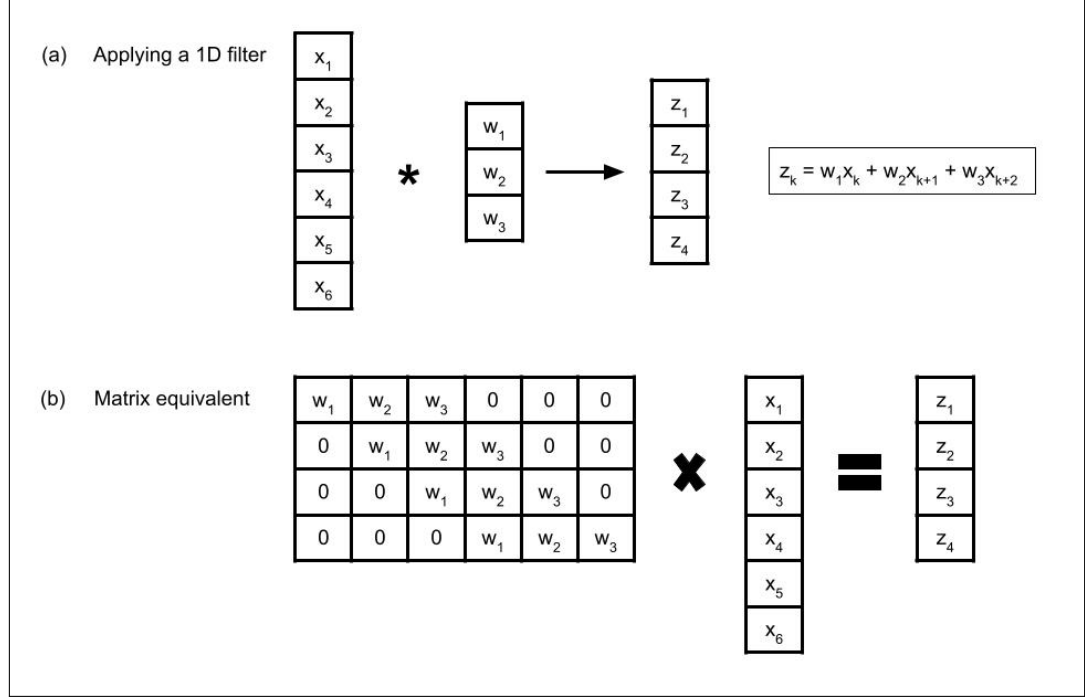 (a) Applying a 1D filter
x₁
x₂
x₃
x₄
x₅
x₆
*
w₁
w₂
w₃
z₁
z₂
z₃
z₄
zₖ = w₁xₖ + w₂xₖ₊₁ + w₃xₖ₊₂
(b) Matrix equivalent
w₁ w₂ w₃ 0 0 0
0 w₁ w₂ w₃ 0 0
0 0 w₁ w₂ w₃ 0
0 0 0 w₁ w₂ w₃
×
x₁
x₂
x₃
x₄
x₅
x₆
=
z₁
z₂
z₃
z₄